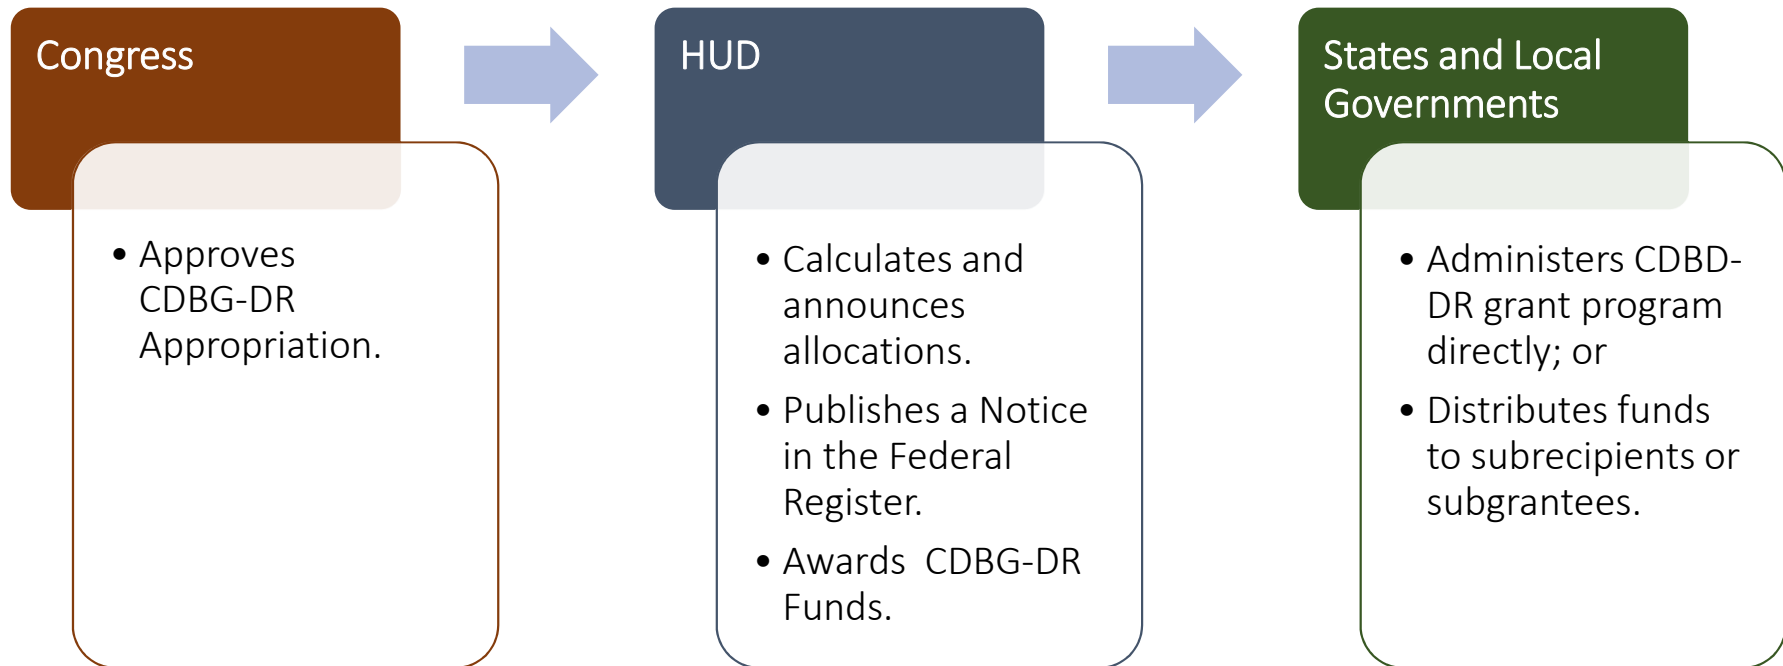 Congress
• Approves
CDBG-DR
Appropriation.
HUD
• Calculates and
announces
allocations.
• Publishes a Notice
in the Federal
Register.
• Awards  CDBG-DR
Funds.
States and Local
Governments
• Administers CDBD-
DR grant program
directly; or
• Distributes funds
to subrecipients or
subgrantees.